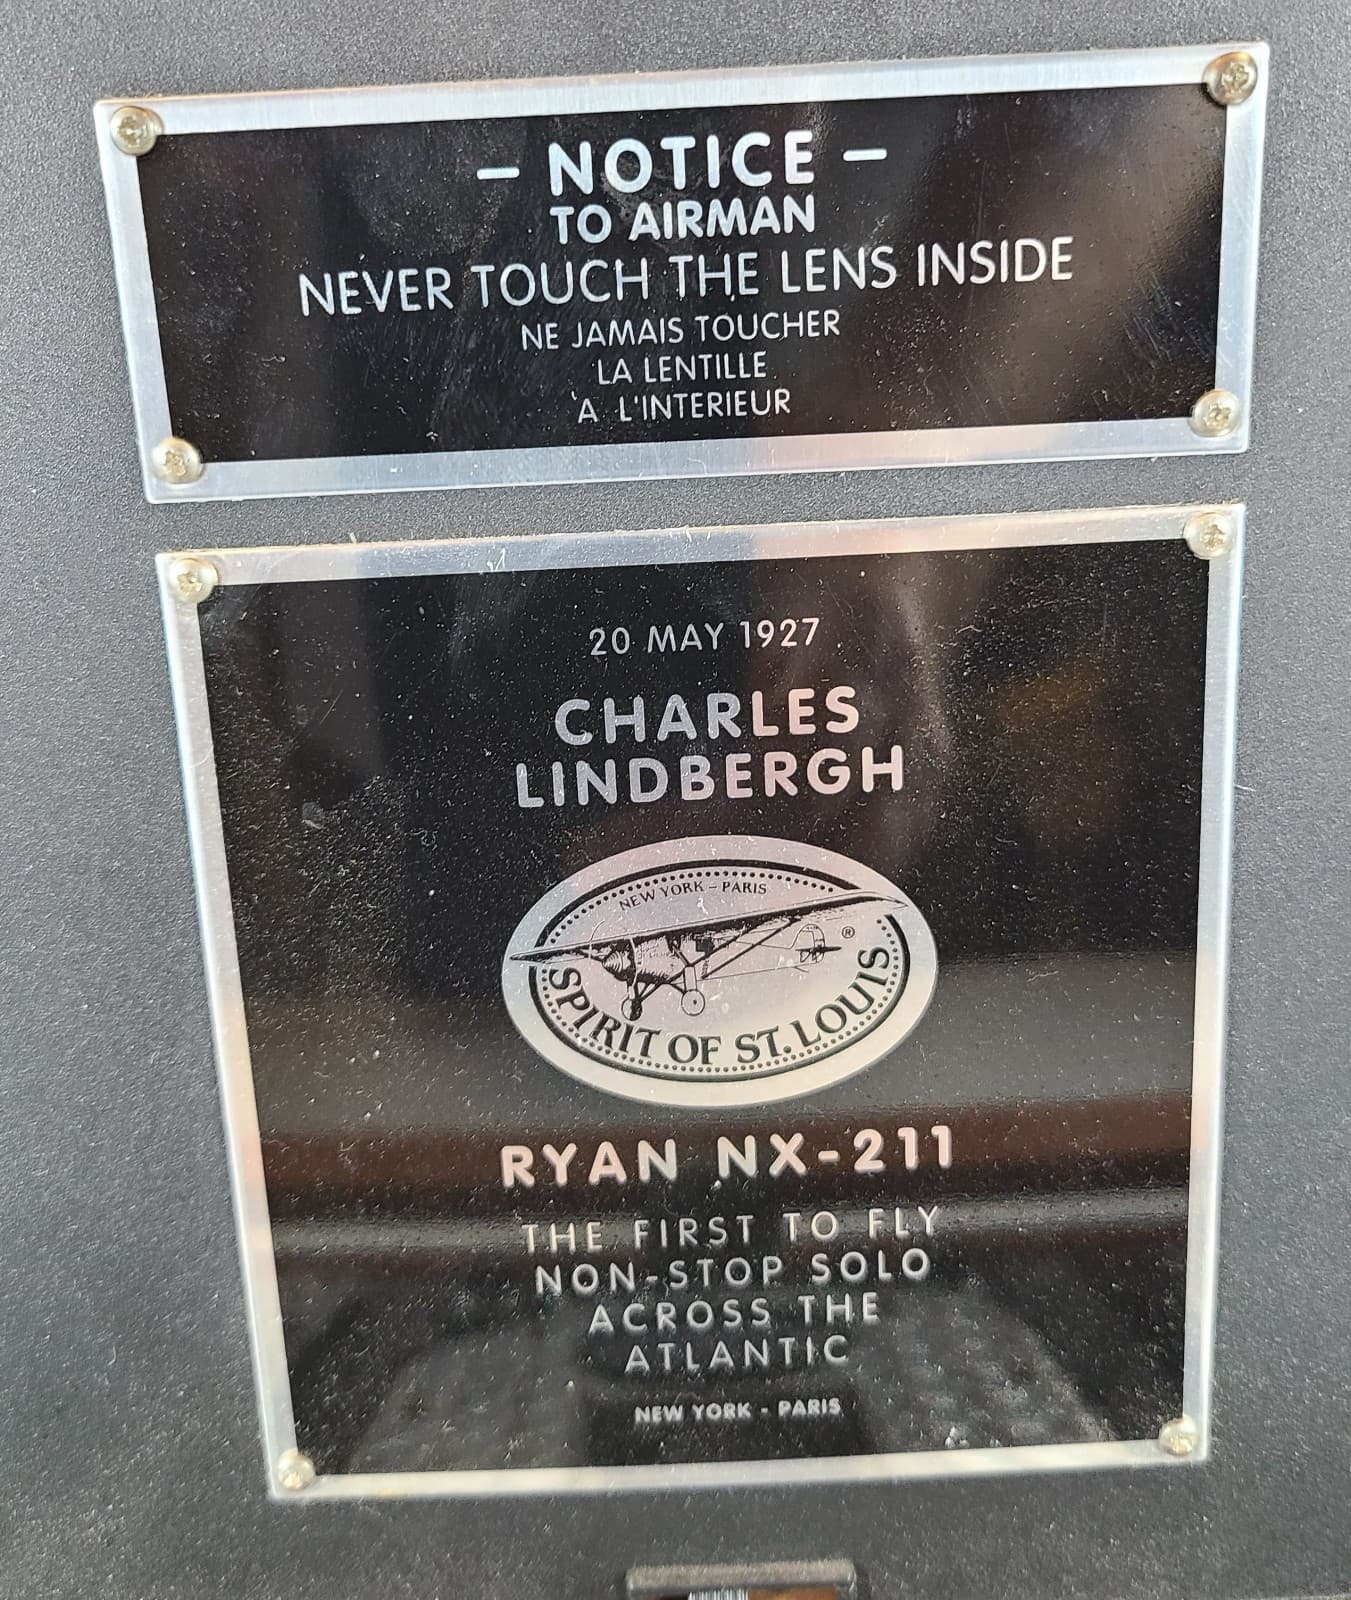 – NOTICE –
TO AIRMAN
NEVER TOUCH THE LENS INSIDE
NE JAMAIS TOUCHER
LA LENTILLE
'A L'INTERIEUR
20 MAY 1927
CHARLES
LINDBERGH
NEW YORK – PARIS
®
SPIRIT OF ST. LOUIS
RYAN NX-211
THE FIRST TO FLY
NON-STOP SOLO
ACROSS THE
ATLANTIC
NEW YORK - PARIS